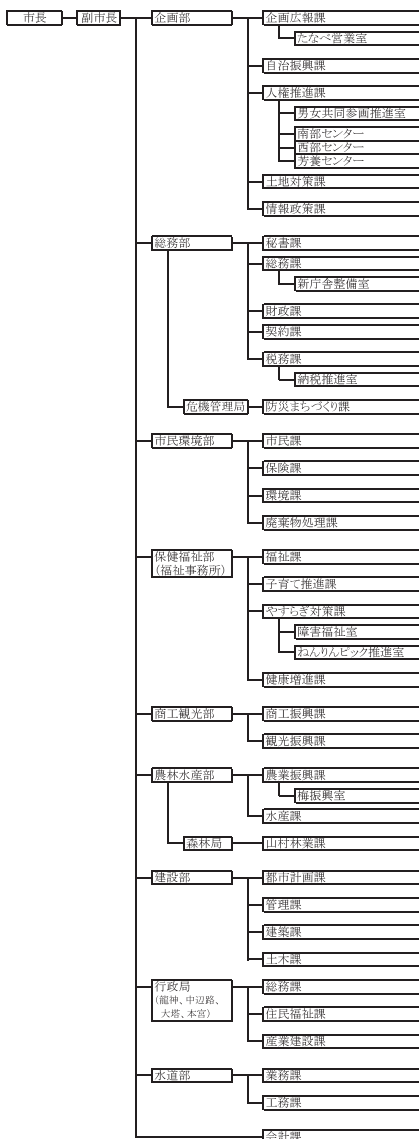 市長 副市長 企画部 企画広報課
たなべ営業室
自治振興課
人権推進課
男女共同参画推進室
南部センター
西部センター
芳養センター
土地対策課
情報政策課
総務部 秘書課
総務課
新庁舎整備室
財政課
契約課
税務課
納税推進室
危機管理局 防災まちづくり課
市民環境部 市民課
保険課
環境課
廃棄物処理課
保健福祉部 福祉課
(福祉事務所)
子育て推進課
やすらぎ対策課
障害福祉室
ねんりんピック推進室
健康増進課
商工観光部 商工振興課
観光振興課
農林水産部 農業振興課
梅振興室
水産課
森林局 山村林業課
建設部 都市計画課
管理課
建築課
土木課
行政局 総務課
(龍神、中辺路、
大塔、本宮)
住民福祉課
産業建設課
水道部 業務課
工務課
会計課